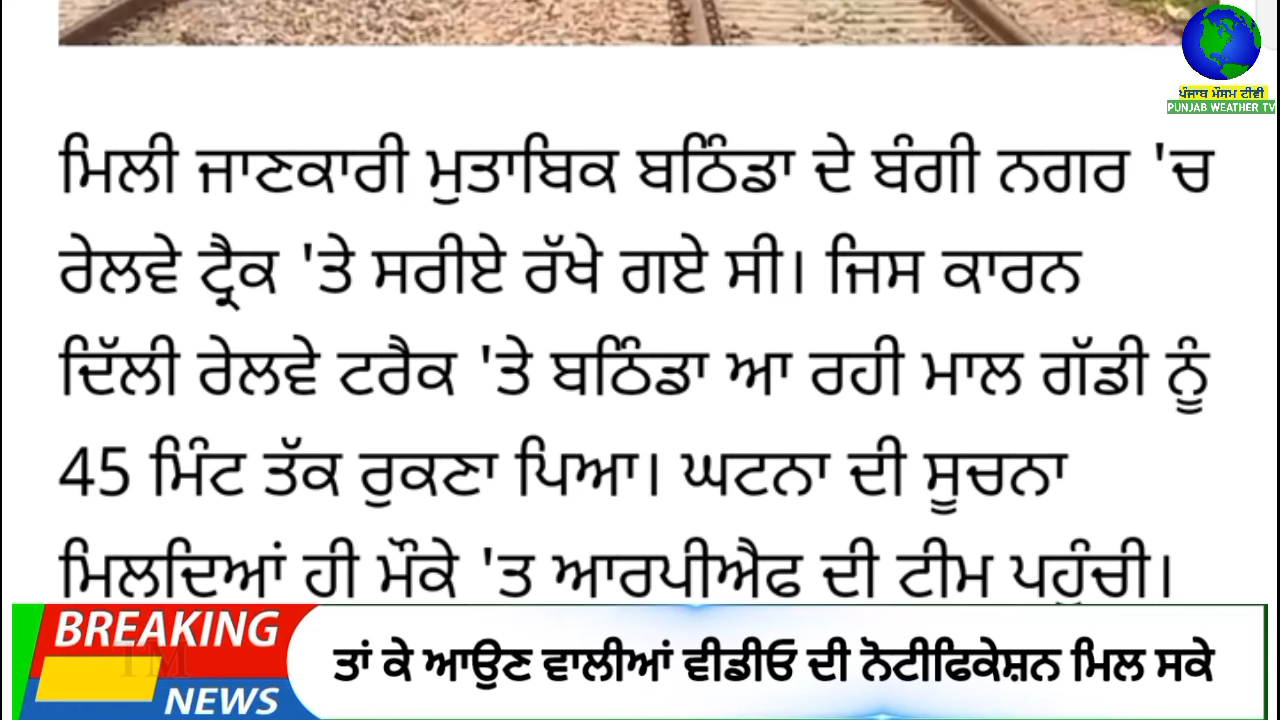 ਪੰਜਾਬ ਮੌਸਮ ਟੀਵੀ
PUNJAB WEATHER TV
ਮਿਲੀ ਜਾਣਕਾਰੀ ਮੁਤਾਬਿਕ ਬਠਿੰਡਾ ਦੇ ਬੰਗੀ ਨਗਰ 'ਚ
ਰੇਲਵੇ ਟ੍ਰੈਕ 'ਤੇ ਸਰੀਏ ਰੱਖੇ ਗਏ ਸੀ। ਜਿਸ ਕਾਰਨ
ਦਿੱਲੀ ਰੇਲਵੇ ਟਰੈਕ 'ਤੇ ਬਠਿੰਡਾ ਆ ਰਹੀ ਮਾਲ ਗੱਡੀ ਨੂੰ
45 ਮਿੰਟ ਤੱਕ ਰੁਕਣਾ ਪਿਆ। ਘਟਨਾ ਦੀ ਸੂਚਨਾ
ਮਿਲਦਿਆਂ ਹੀ ਮੌਕੇ 'ਤ ਆਰਪੀਐਫ ਦੀ ਟੀਮ ਪਹੁੰਚੀ।
BREAKING
NEWS
ਤਾਂ ਕੇ ਆਉਣ ਵਾਲੀਆਂ ਵੀਡੀਓ ਦੀ ਨੋਟੀਫਿਕੇਸ਼ਨ ਮਿਲ ਸਕੇ